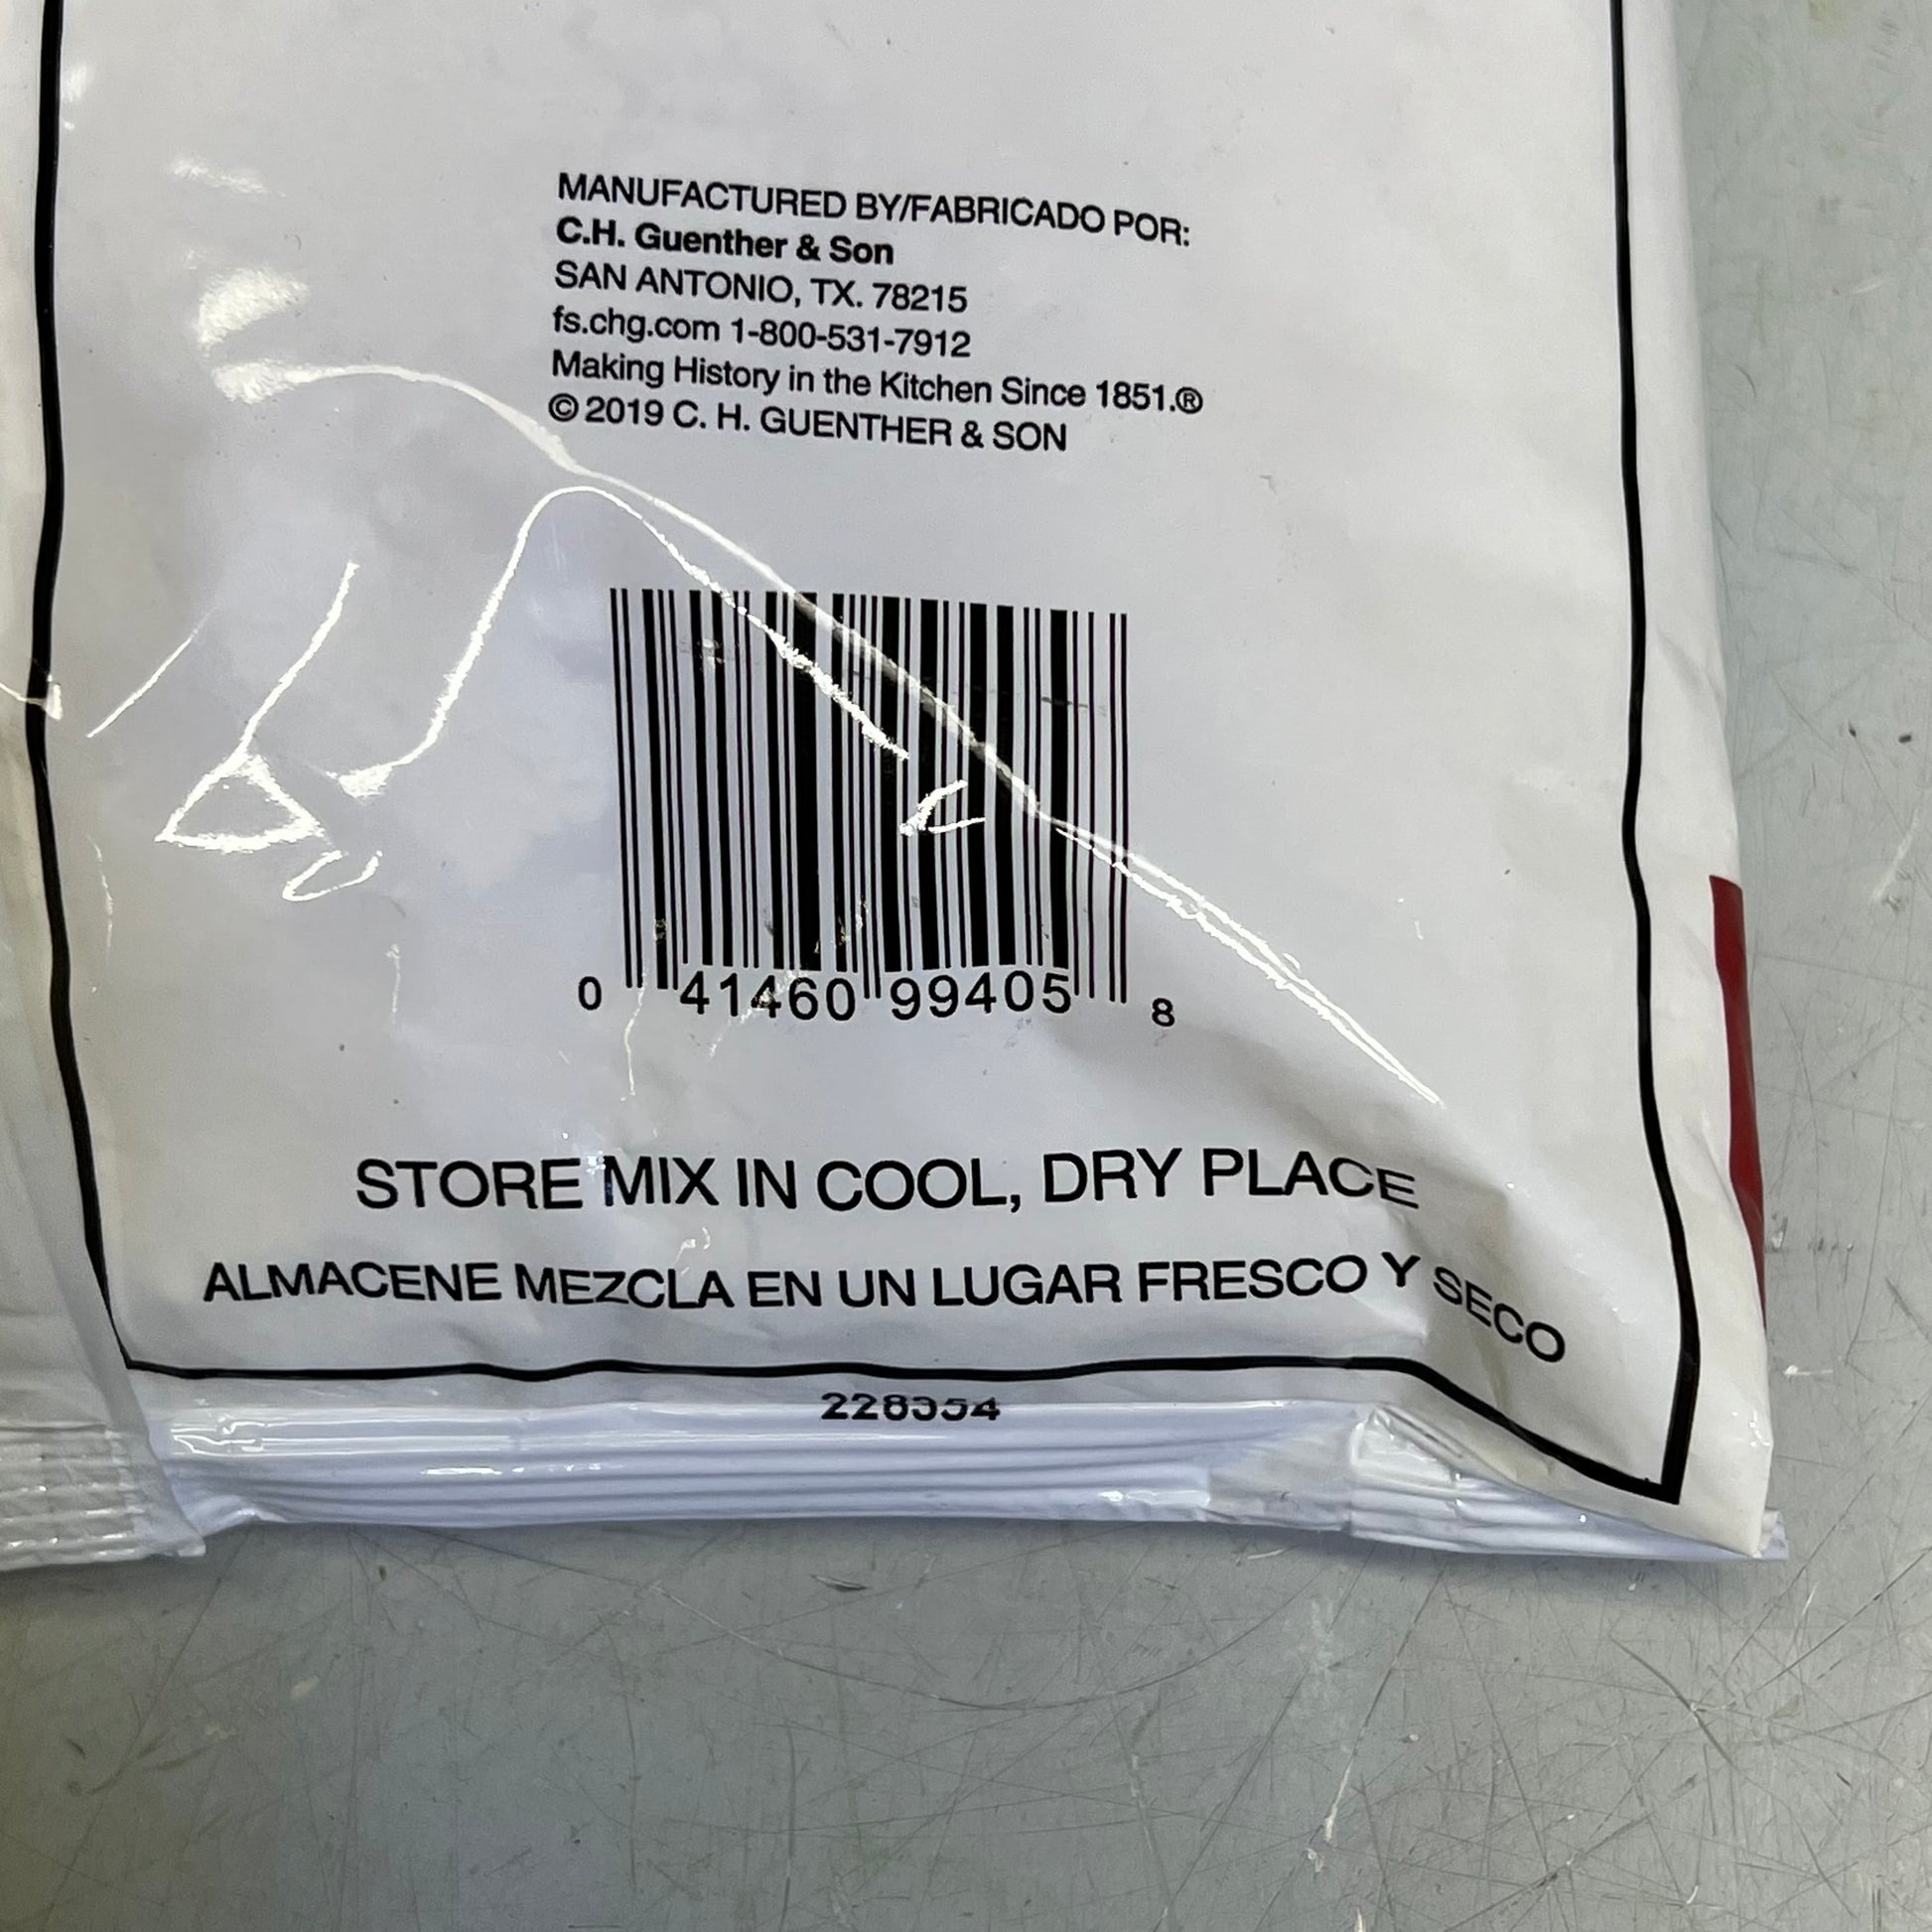 MANUFACTURED BY/FABRICADO POR:
C.H. Guenther & Son
SAN ANTONIO, TX. 78215
fs.chg.com 1-800-531-7912
Making History in the Kitchen Since 1851.®
© 2019 C. H. GUENTHER & SON
0 41460 99405 8
STORE MIX IN COOL, DRY PLACE
ALMACENE MEZCLA EN UN LUGAR FRESCO Y SECO